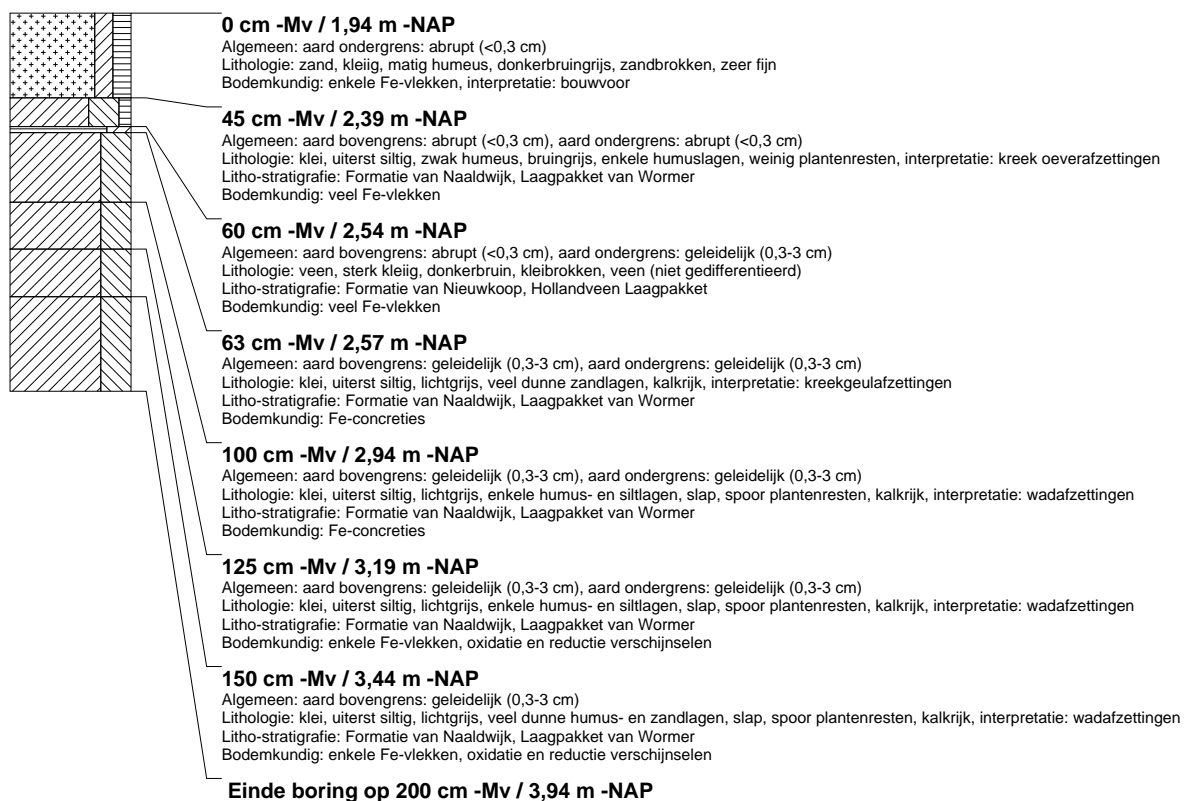 0 cm -Mv / 1,94 m -NAP
Algemeen: aard ondergrens: abrupt (<0,3 cm)
Lithologie: zand, kleiig, matig humeus, donkerbruingrijs, zandbrokken, zeer fijn
Bodemkundig: enkele Fe-vlekken, interpretatie: bouwvoor
45 cm -Mv / 2,39 m -NAP
Algemeen: aard bovengrens: abrupt (<0,3 cm), aard ondergrens: abrupt (<0,3 cm)
Lithologie: klei, uiterst siltig, zwak humeus, bruingrijs, enkele humuslagen, weinig plantenresten, interpretatie: kreek oeverafzettingen
Litho-stratigrafie: Formatie van Naaldwijk, Laagpakket van Wormer
Bodemkundig: veel Fe-vlekken
60 cm -Mv / 2,54 m -NAP
Algemeen: aard bovengrens: abrupt (<0,3 cm), aard ondergrens: geleidelijk (0,3-3 cm)
Lithologie: veen, sterk kleiig, donkerbruin, kleibrokken, veen (niet gedifferentieerd)
Litho-stratigrafie: Formatie van Nieuwkoop, Hollandveen Laagpakket
Bodemkundig: veel Fe-vlekken
63 cm -Mv / 2,57 m -NAP
Algemeen: aard bovengrens: geleidelijk (0,3-3 cm), aard ondergrens: geleidelijk (0,3-3 cm)
Lithologie: klei, uiterst siltig, lichtgrijs, veel dunne zandlagen, kalkrijk, interpretatie: kreekgeulafzettingen
Litho-stratigrafie: Formatie van Naaldwijk, Laagpakket van Wormer
Bodemkundig: Fe-concreties
100 cm -Mv / 2,94 m -NAP
Algemeen: aard bovengrens: geleidelijk (0,3-3 cm), aard ondergrens: geleidelijk (0,3-3 cm)
Lithologie: klei, uiterst siltig, lichtgrijs, enkele humus- en siltlagen, slap, spoor plantenresten, kalkrijk, interpretatie: wadafzettingen
Litho-stratigrafie: Formatie van Naaldwijk, Laagpakket van Wormer
Bodemkundig: Fe-concreties
125 cm -Mv / 3,19 m -NAP
Algemeen: aard bovengrens: geleidelijk (0,3-3 cm), aard ondergrens: geleidelijk (0,3-3 cm)
Lithologie: klei, uiterst siltig, lichtgrijs, enkele humus- en siltlagen, slap, spoor plantenresten, kalkrijk, interpretatie: wadafzettingen
Litho-stratigrafie: Formatie van Naaldwijk, Laagpakket van Wormer
Bodemkundig: enkele Fe-vlekken, oxidatie en reductie verschijnselen
150 cm -Mv / 3,44 m -NAP
Algemeen: aard bovengrens: geleidelijk (0,3-3 cm)
Lithologie: klei, uiterst siltig, lichtgrijs, veel dunne humus- en zandlagen, slap, spoor plantenresten, kalkrijk, interpretatie: wadafzettingen
Litho-stratigrafie: Formatie van Naaldwijk, Laagpakket van Wormer
Bodemkundig: enkele Fe-vlekken, oxidatie en reductie verschijnselen
Einde boring op 200 cm -Mv / 3,94 m -NAP